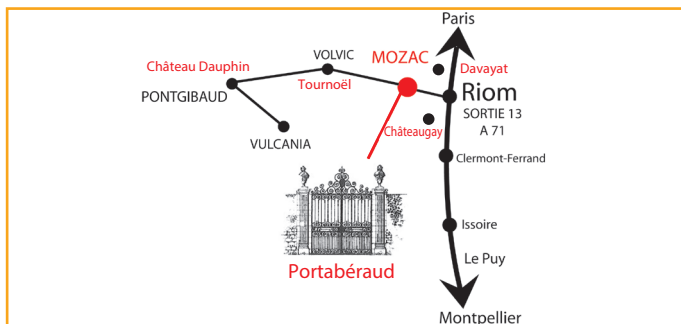 Paris
VOLVIC
MOZAC
Château Dauphin
Davayat
Tournoël
PONTGIBAUD
Riom
SORTIE 13
A 71
Châteaugay
VULCANIA
Clermont-Ferrand
Issoire
Le Puy
Portabéraud
Montpellier